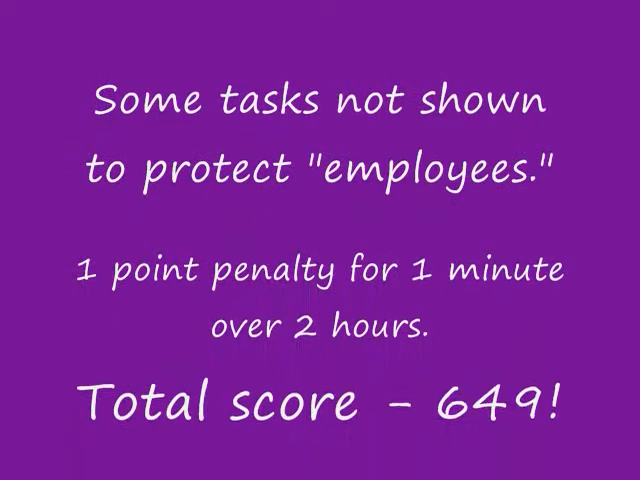 Some tasks not shown
to protect "employees."
1 point penalty for 1 minute
over 2 hours.
Total score - 649!